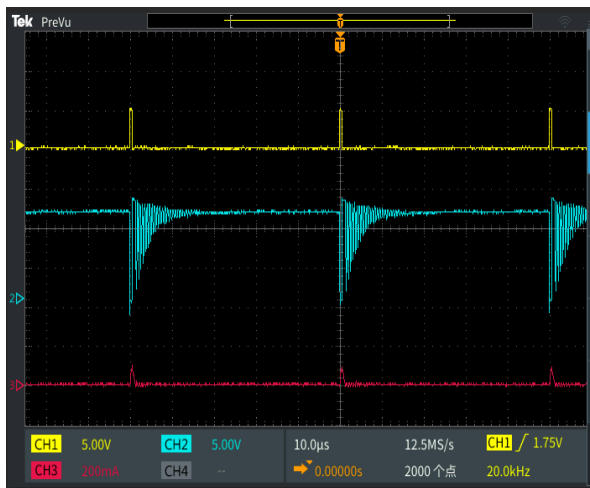 Tek PreVu
T
T
1
2
3
CH1 5.00V CH2 5.00V 10.0µs 12.5MS/s CH1 1.75V
CH3 200mA CH4 -- 0.00000s 2000 个点 20.0kHz